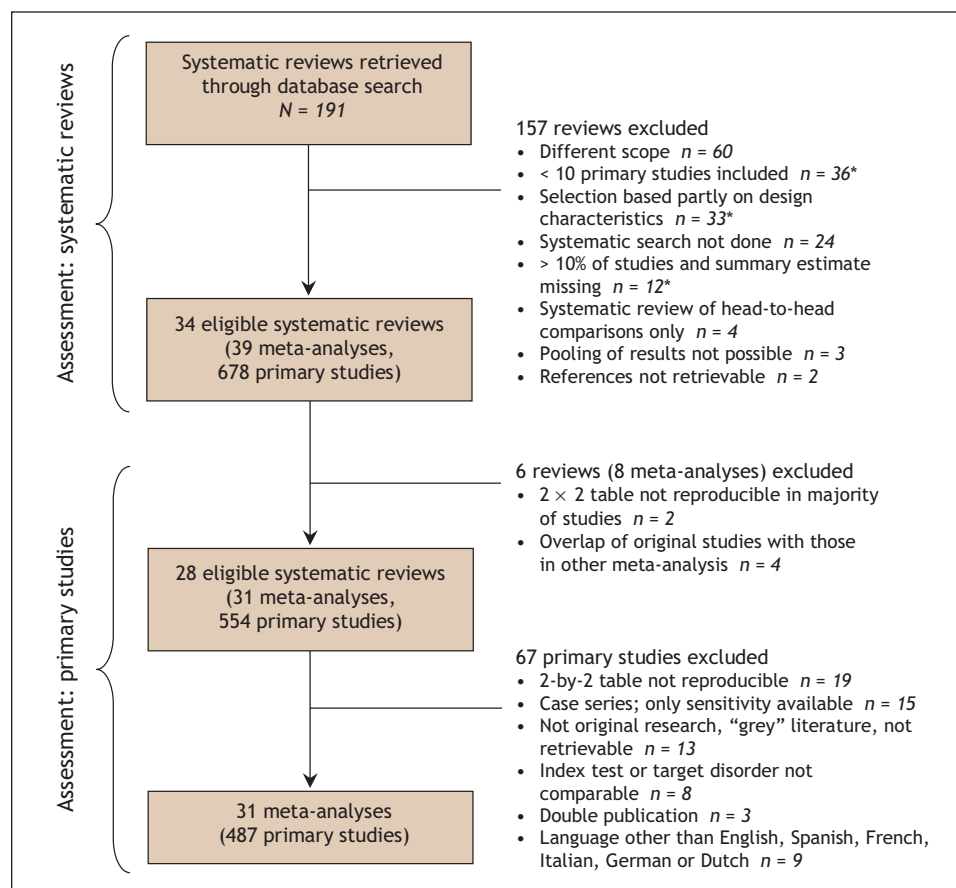 Assessment: systematic reviews
Systematic reviews retrieved
through database search
N = 191
157 reviews excluded
• Different scope n = 60
• < 10 primary studies included n = 36*
• Selection based partly on design
characteristics n = 33*
• Systematic search not done n = 24
• > 10% of studies and summary estimate
missing n = 12*
• Systematic review of head-to-head
comparisons only n = 4
• Pooling of results not possible n = 3
• References not retrievable n = 2
34 eligible systematic reviews
(39 meta-analyses,
678 primary studies)
Assessment: primary studies
6 reviews (8 meta-analyses) excluded
• 2 × 2 table not reproducible in majority
of studies n = 2
• Overlap of original studies with those
in other meta-analysis n = 4
28 eligible systematic reviews
(31 meta-analyses,
554 primary studies)
67 primary studies excluded
• 2-by-2 table not reproducible n = 19
• Case series; only sensitivity available n = 15
• Not original research, “grey” literature, not
retrievable n = 13
• Index test or target disorder not
comparable n = 8
• Double publication n = 3
• Language other than English, Spanish, French,
Italian, German or Dutch n = 9
31 meta-analyses
(487 primary studies)